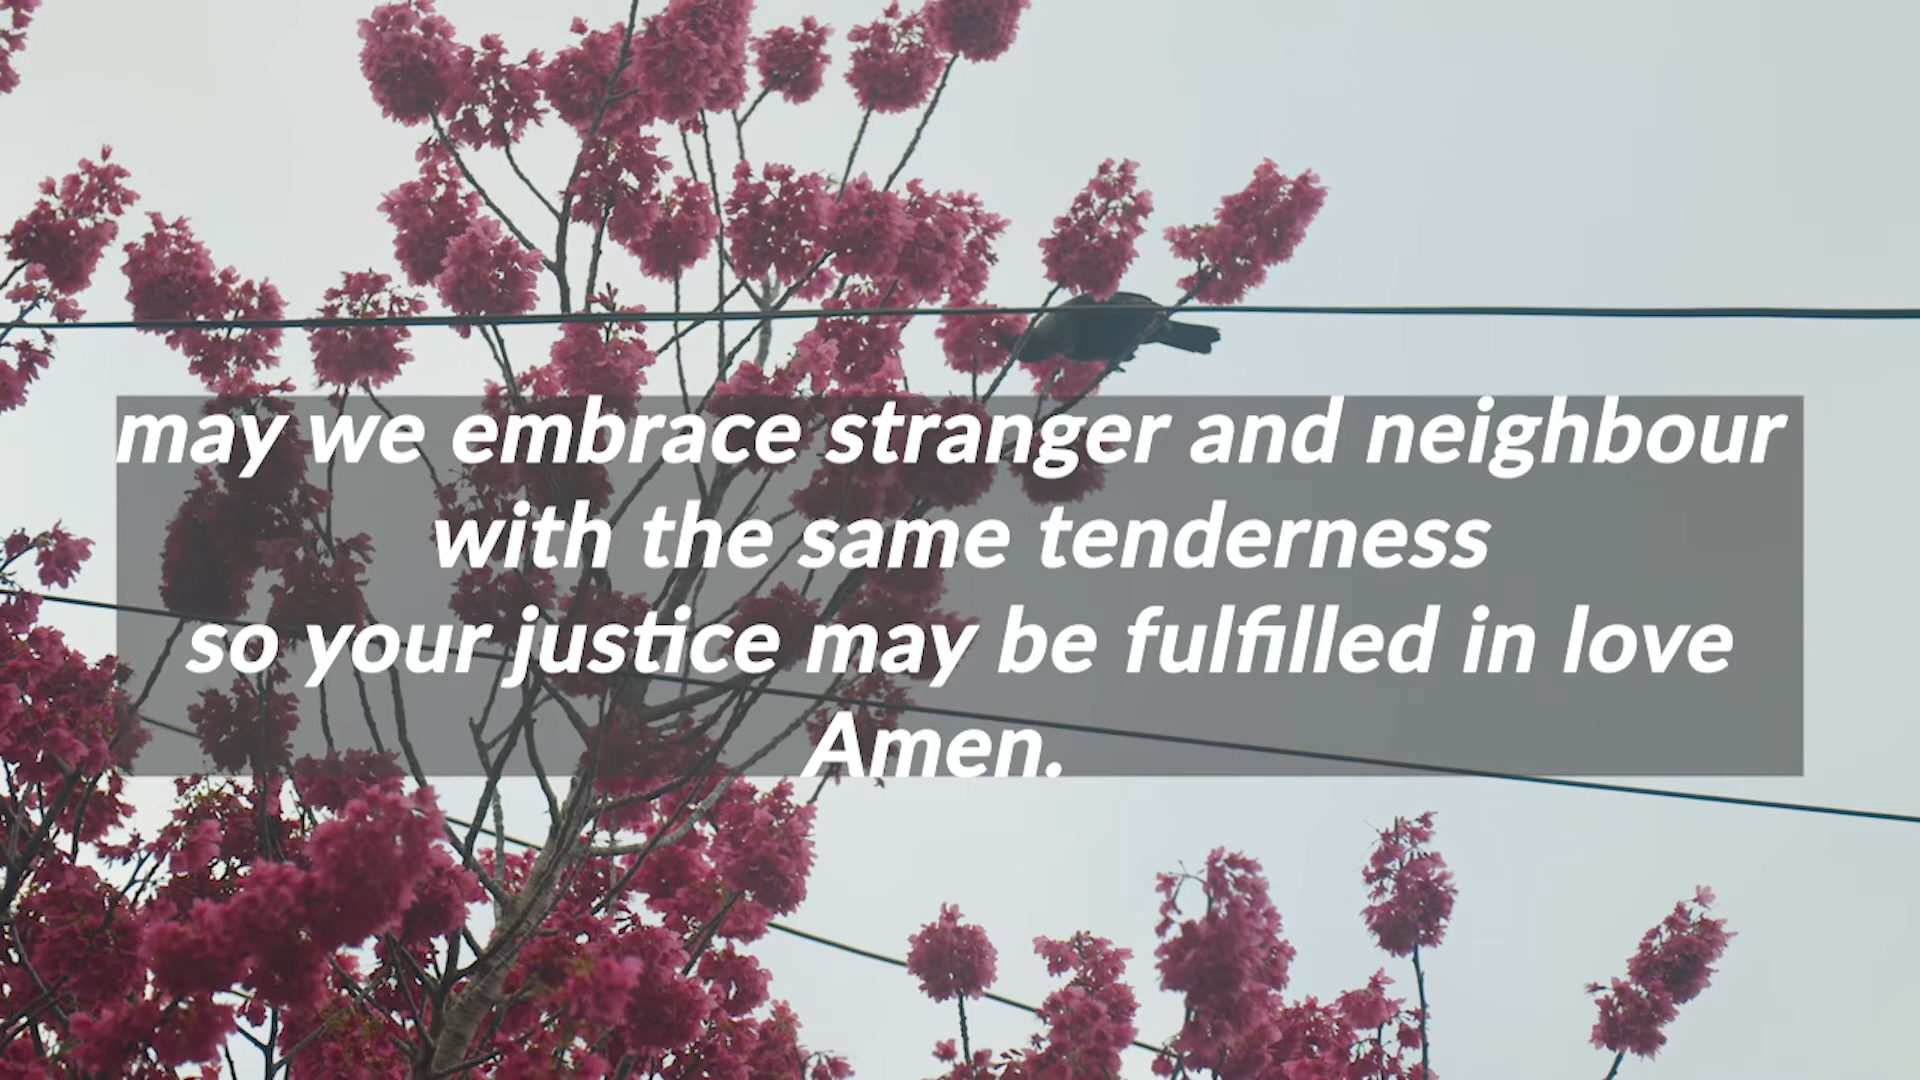 may we embrace stranger and neighbour
with the same tenderness
so your justice may be fulfilled in love
Amen.